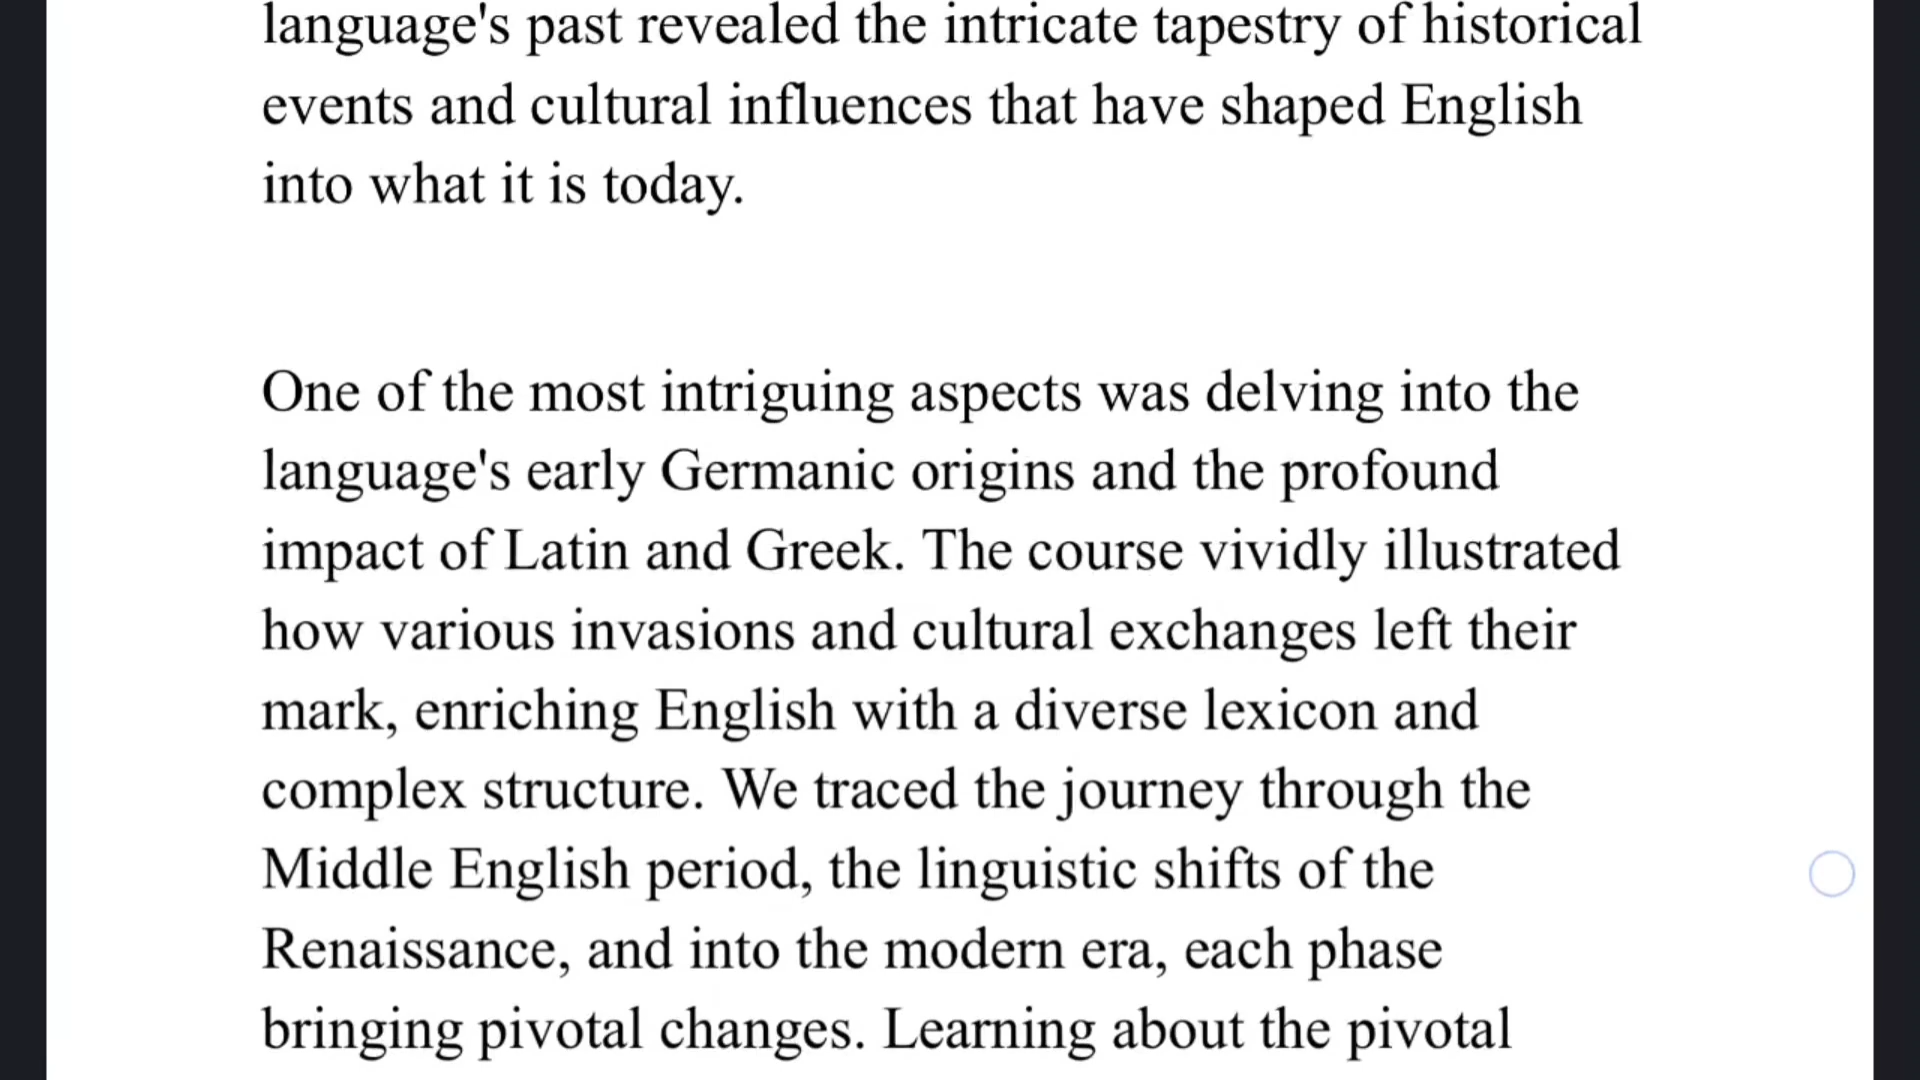 language's past revealed the intricate tapestry of historical
events and cultural influences that have shaped English
into what it is today.
One of the most intriguing aspects was delving into the
language's early Germanic origins and the profound
impact of Latin and Greek. The course vividly illustrated
how various invasions and cultural exchanges left their
mark, enriching English with a diverse lexicon and
complex structure. We traced the journey through the
Middle English period, the linguistic shifts of the
Renaissance, and into the modern era, each phase
bringing pivotal changes. Learning about the pivotal